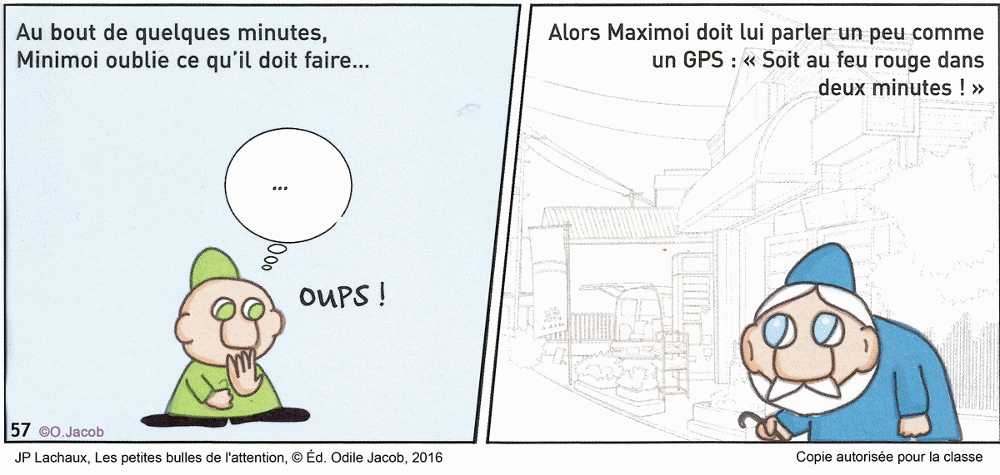 Au bout de quelques minutes,
Minimoi oublie ce qu'il doit faire...
...
OUPS !
57 ©O.Jacob
Alors Maximoi doit lui parler un peu comme
un GPS : « Soit au feu rouge dans
deux minutes ! »
JP Lachaux, Les petites bulles de l'attention, © Éd. Odile Jacob, 2016
Copie autorisée pour la classe